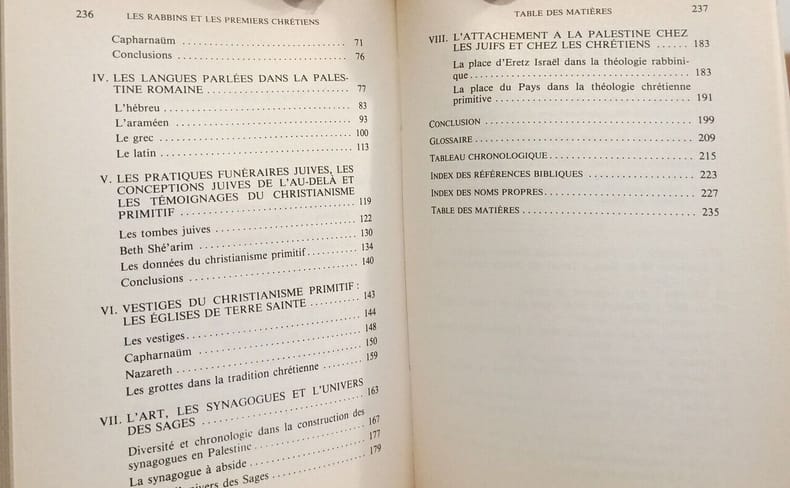 236 LES RABBINS ET LES PREMIERS CHRÉTIENS
Capharnaüm ........ 71
Conclusions ........ 76
IV. LES LANGUES PARLÉES DANS LA PALES-
TINE ROMAINE ........ 77
L'hébreu ........ 83
L'araméen ........ 93
Le grec ........ 100
Le latin ........ 113
V. LES PRATIQUES FUNÉRAIRES JUIVES, LES
CONCEPTIONS JUIVES DE L'AU-DELÀ ET
LES TÉMOIGNAGES DU CHRISTIANISME
PRIMITIF ........ 119
Les tombes juives ........ 122
Beth Shé'arim ........ 130
Les données du christianisme primitif ........ 134
Conclusions ........ 140
VI. VESTIGES DU CHRISTIANISME PRIMITIF :
LES ÉGLISES DE TERRE SAINTE ........ 143
Les vestiges ........ 144
Capharnaüm ........ 148
Nazareth ........ 150
Les grottes dans la tradition chrétienne ........ 159
VII. L'ART, LES SYNAGOGUES ET L'UNIVERS
DES SAGES ........ 163
Diversité et chronologie dans la construction des
synagogues en Palestine ........ 167
La synagogue à abside ........ 177
des Sages ........ 179
TABLE DES MATIÈRES 237
VIII. L'ATTACHEMENT A LA PALESTINE CHEZ
LES JUIFS ET CHEZ LES CHRÉTIENS ...... 183
La place d'Eretz Israël dans la théologie rabbini-
que ........ 183
La place du Pays dans la théologie chrétienne
primitive ........ 191
CONCLUSION ........ 199
GLOSSAIRE ........ 209
TABLEAU CHRONOLOGIQUE ........ 215
INDEX DES RÉFÉRENCES BIBLIQUES ........ 223
INDEX DES NOMS PROPRES ........ 227
TABLE DES MATIÈRES ........ 235